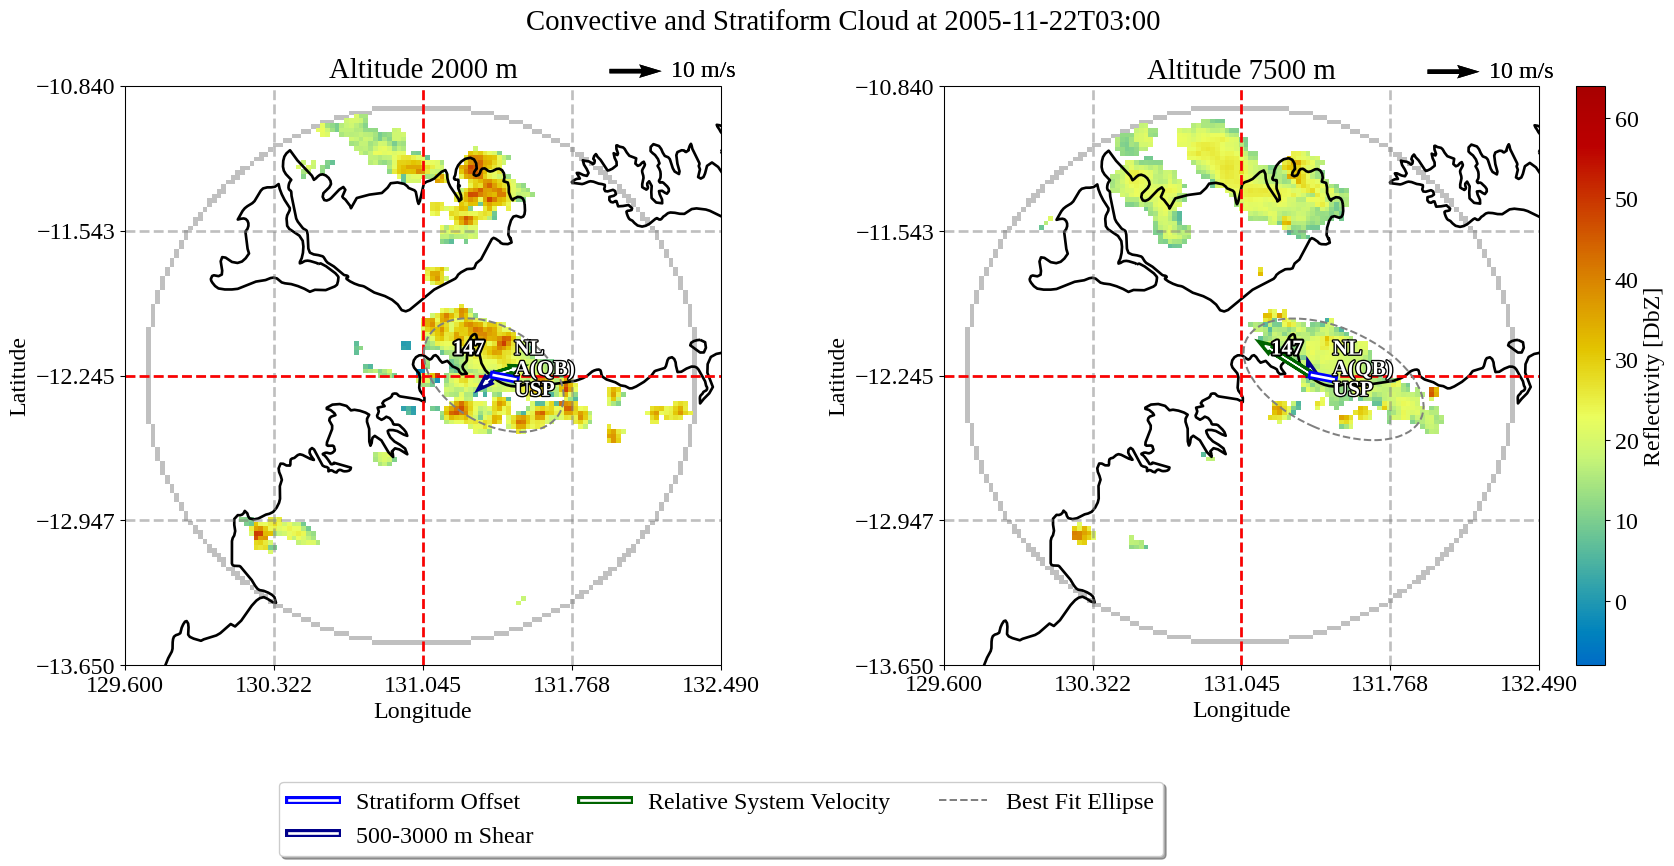 Convective and Stratiform Cloud at 2005-11-22T03:00
Altitude 2000 m
10 m/s
Altitude 7500 m
10 m/s
−10.840
−11.543
−12.245
−12.947
−13.650
Latitude
147
NL
A(QB)
USP
129.600
130.322
131.045
131.768
132.490
Longitude
−10.840
−11.543
−12.245
−12.947
−13.650
Latitude
147
NL
A(QB)
USP
129.600
130.322
131.045
131.768
132.490
Longitude
60
50
40
30
20
10
0
Reflectivity [DbZ]
Stratiform Offset
500-3000 m Shear
Relative System Velocity
Best Fit Ellipse